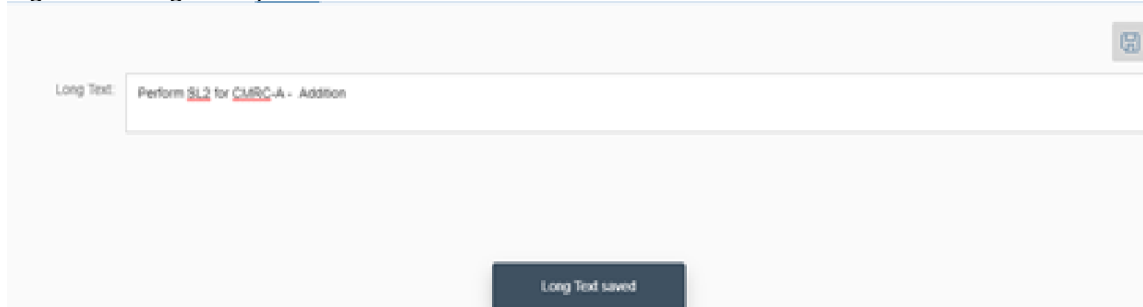 Long Text:
Perform SL2 for CMRC-A - Addition
Long Text saved